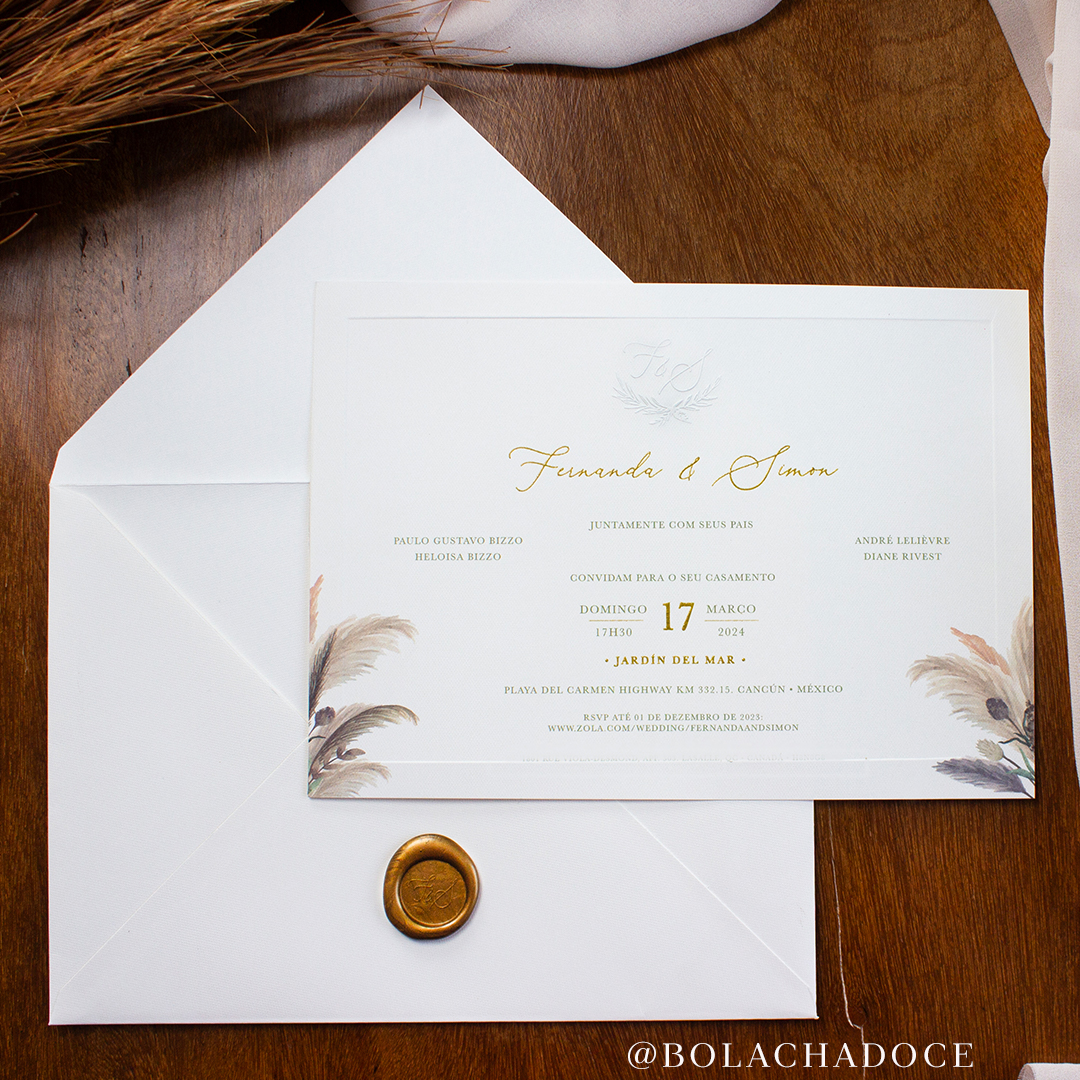 F&S
Fernanda & Simon
JUNTAMENTE COM SEUS PAIS
PAULO GUSTAVO BIZZO
HELOÍSA BIZZO
ANDRÉ LELIÈVRE
DIANE RIVEST
CONVIDAM PARA O SEU CASAMENTO
DOMINGO 17 MARCO
17H30 2024
• JARDÍN DEL MAR •
PLAYA DEL CARMEN HIGHWAY KM 332.15. CANCÚN • MÉXICO
RSVP ATÉ 01 DE DEZEMBRO DE 2023:
WWW.ZOLA.COM/WEDDING/FERNANDAANDSIMON
F&S
@BOLACHADOCE